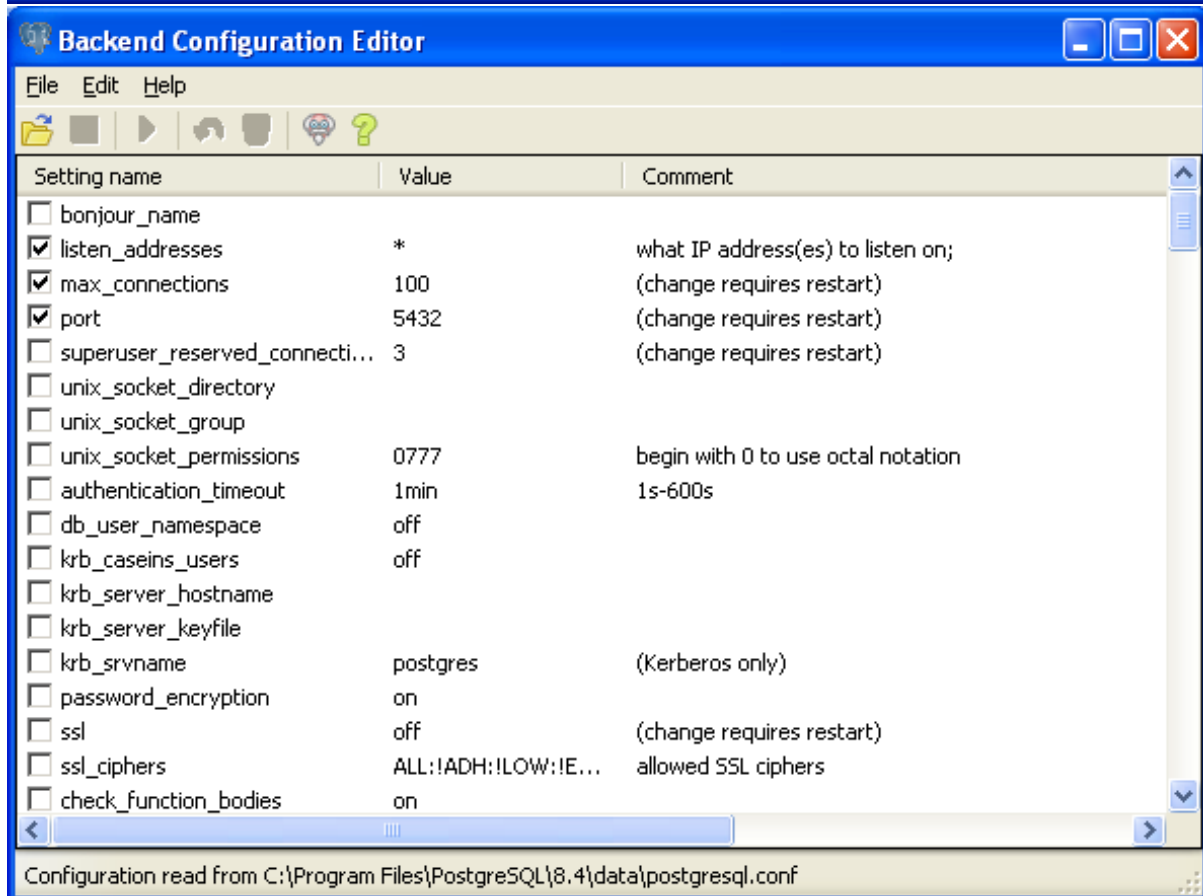 Backend Configuration Editor
File Edit Help
Setting name Value Comment
bonjour_name
listen_addresses * what IP address(es) to listen on;
max_connections 100 (change requires restart)
port 5432 (change requires restart)
superuser_reserved_connecti... 3 (change requires restart)
unix_socket_directory
unix_socket_group
unix_socket_permissions 0777 begin with 0 to use octal notation
authentication_timeout 1min 1s-600s
db_user_namespace off
krb_caseins_users off
krb_server_hostname
krb_server_keyfile
krb_srvname postgres (Kerberos only)
password_encryption on
ssl off (change requires restart)
ssl_ciphers ALL:!ADH:!LOW:!E... allowed SSL ciphers
check_function_bodies on
Configuration read from C:\Program Files\PostgreSQL\8.4\data\postgresql.conf